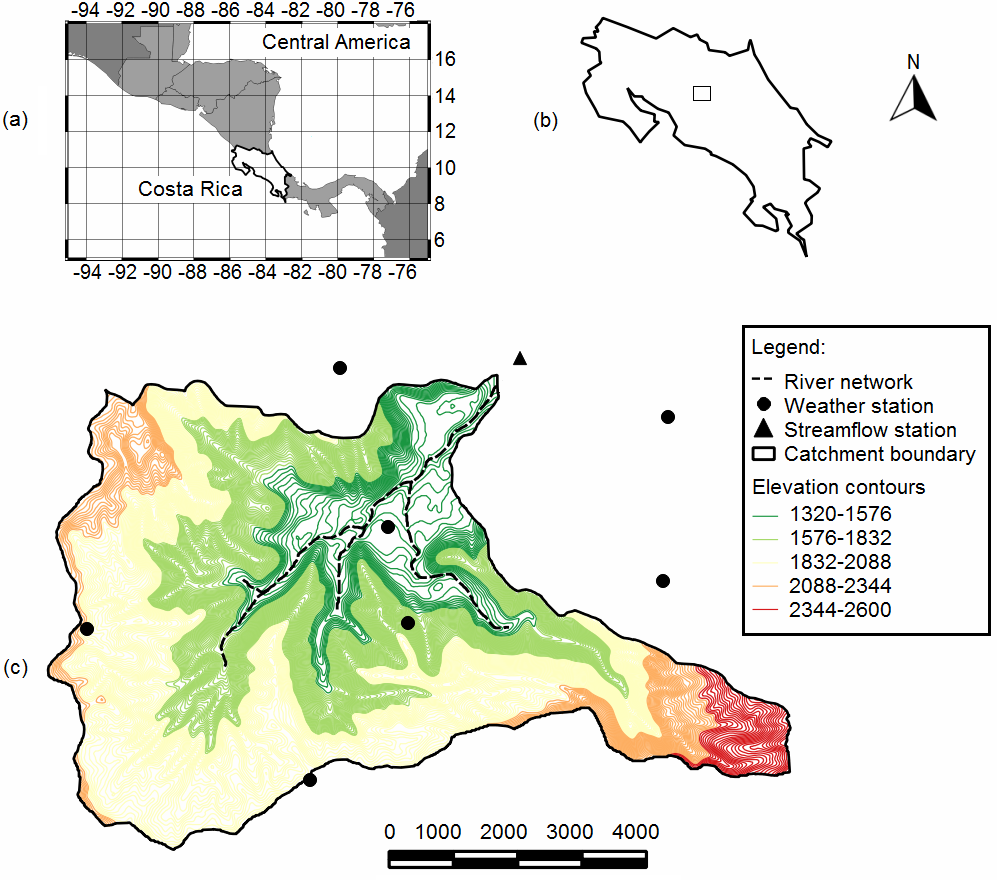 -94 -92 -90 -88 -86 -84 -82 -80 -78 -76
Central America
16
14
12
10
8
6
Costa Rica
-94 -92 -90 -88 -86 -84 -82 -80 -78 -76
(a)
(b)
N
Legend:
River network
Weather station
Streamflow station
Catchment boundary
Elevation contours
1320-1576
1576-1832
1832-2088
2088-2344
2344-2600
(c)
0 1000 2000 3000 4000